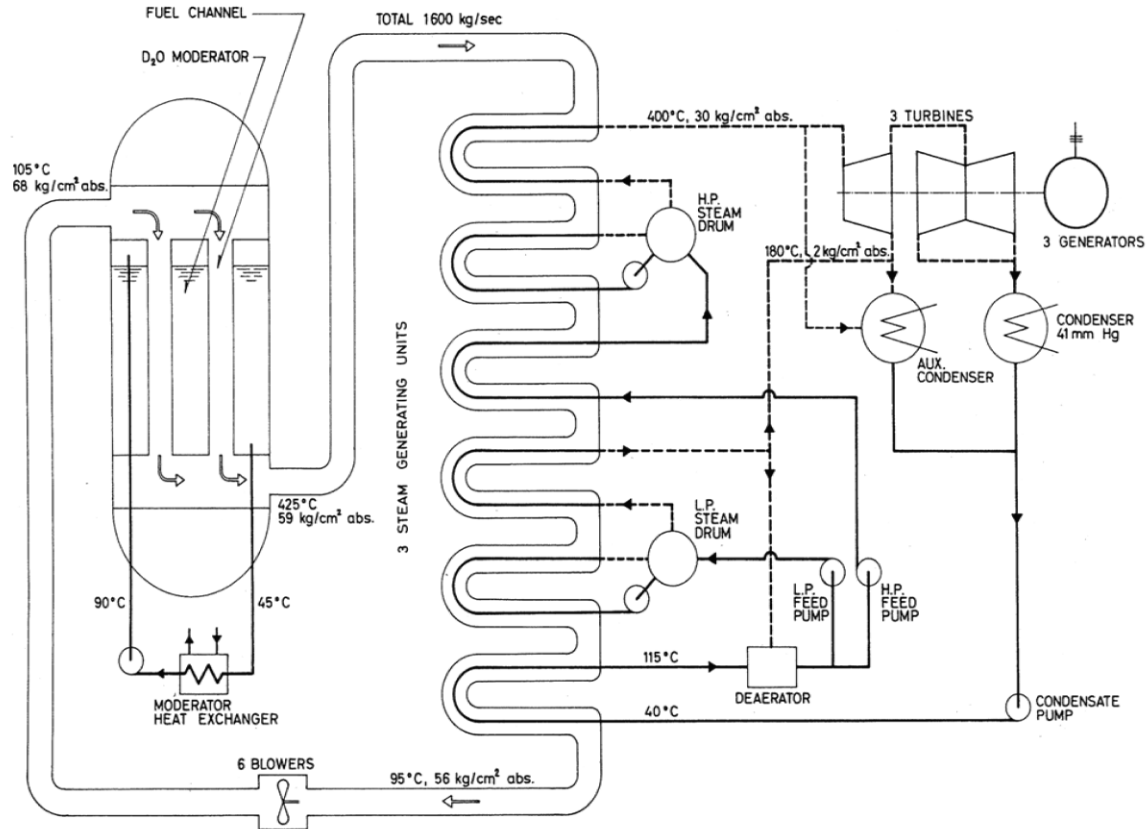 FUEL CHANNEL
D₂O MODERATOR
TOTAL 1600 kg/sec
105°C
68 kg/cm² abs.
400°C, 30 kg/cm² abs.
3 TURBINES
H.P.
STEAM
DRUM
3 GENERATORS
180°C, 2 kg/cm² abs.
CONDENSER
41 mm Hg
AUX.
CONDENSER
3 STEAM GENERATING UNITS
425°C
59 kg/cm² abs.
L.P.
STEAM
DRUM
90°C
45°C
L.P.
FEED
PUMP
H.P.
FEED
PUMP
MODERATOR
HEAT EXCHANGER
115°C
DEAERATOR
40°C
CONDENSATE
PUMP
6 BLOWERS
95°C, 56 kg/cm² abs.